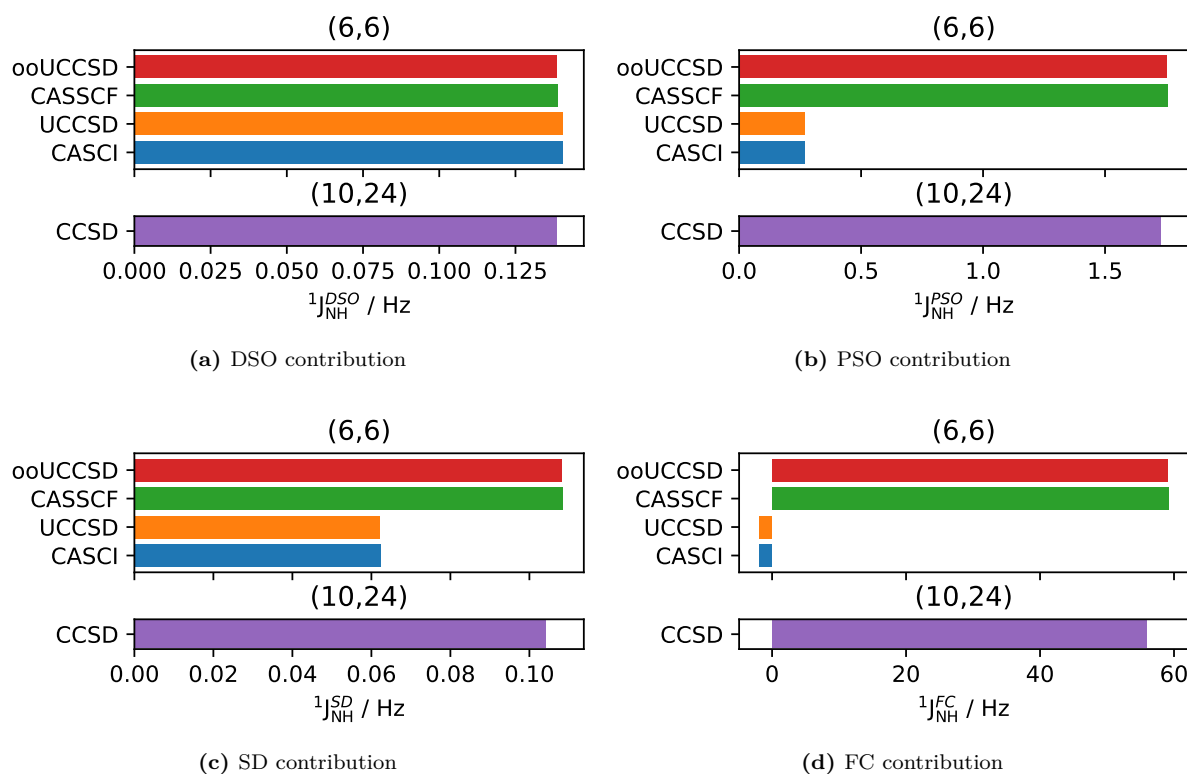 (6,6)
ooUCCSD
CASSCF
UCCSD
CASCI
(10,24)
CCSD
0.000 0.025 0.050 0.075 0.100 0.125
¹J_NH^DSO / Hz
(a) DSO contribution
(6,6)
ooUCCSD
CASSCF
UCCSD
CASCI
(10,24)
CCSD
0.0 0.5 1.0 1.5
¹J_NH^PSO / Hz
(b) PSO contribution
(6,6)
ooUCCSD
CASSCF
UCCSD
CASCI
(10,24)
CCSD
0.00 0.02 0.04 0.06 0.08 0.10
¹J_NH^SD / Hz
(c) SD contribution
(6,6)
ooUCCSD
CASSCF
UCCSD
CASCI
(10,24)
CCSD
0 20 40 60
¹J_NH^FC / Hz
(d) FC contribution